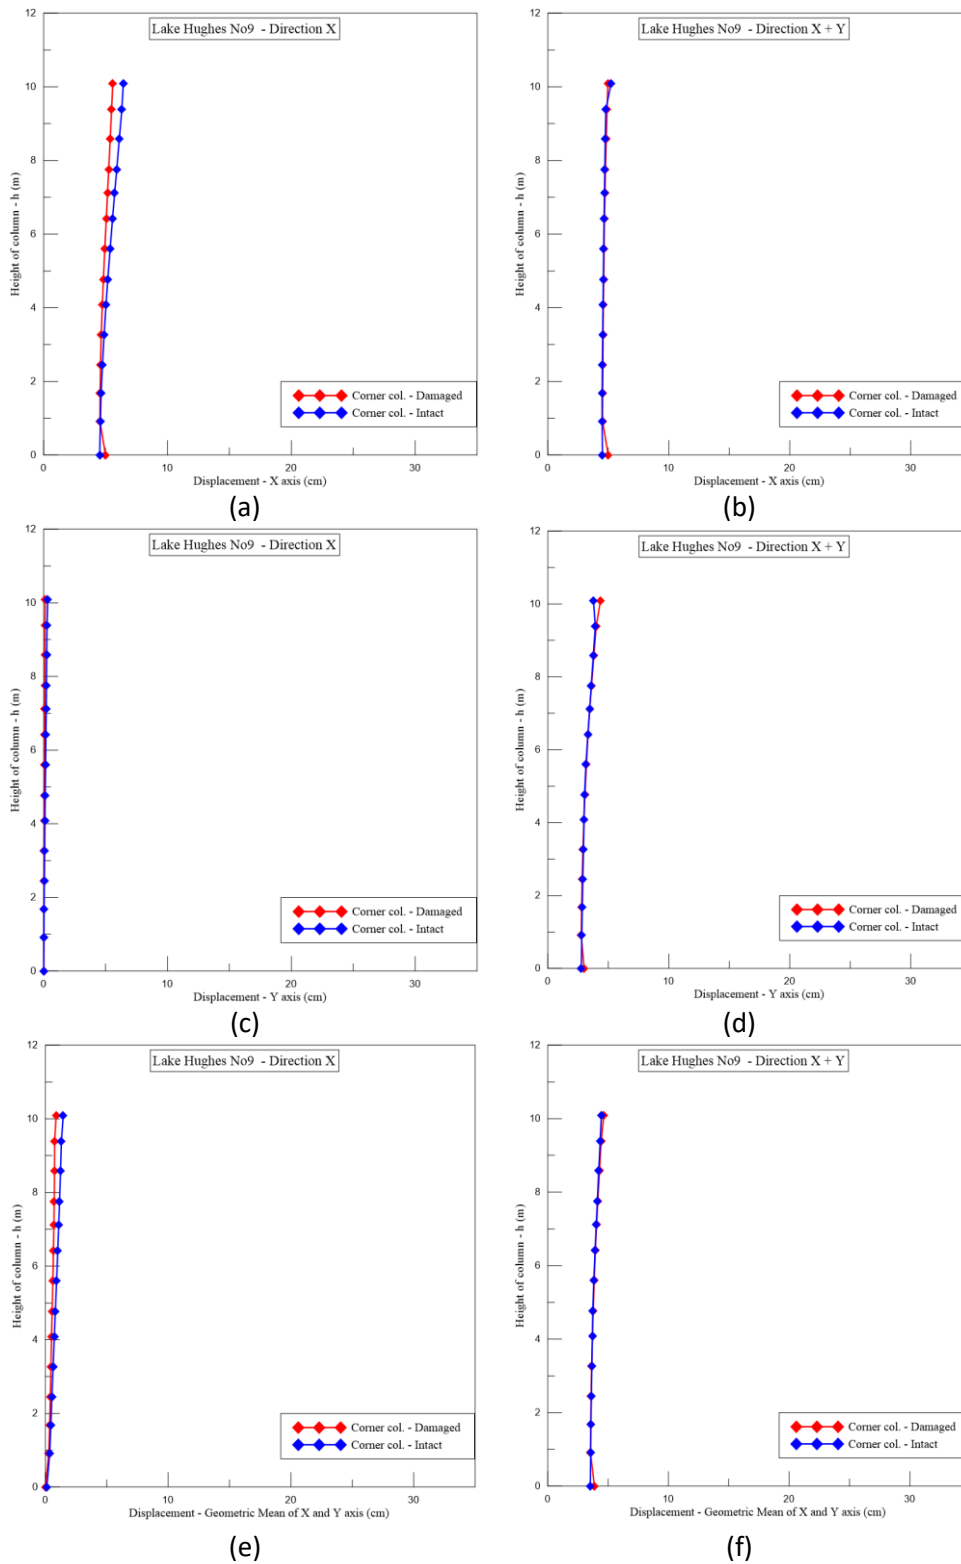 Lake Hughes No9 - Direction X
12
10
8
6
4
2
0
Height of column - h (m)
Corner col. - Damaged
Corner col. - Intact
0 10 20 30
Displacement - X axis (cm)
(a)
Lake Hughes No9 - Direction X + Y
12
10
8
6
4
2
0
Height of column - h (m)
Corner col. - Damaged
Corner col. - Intact
0 10 20 30
Displacement - X axis (cm)
(b)
Lake Hughes No9 - Direction X
12
10
8
6
4
2
0
Height of column - h (m)
Corner col. - Damaged
Corner col. - Intact
0 10 20 30
Displacement - Y axis (cm)
(c)
Lake Hughes No9 - Direction X + Y
12
10
8
6
4
2
0
Height of column - h (m)
Corner col. - Damaged
Corner col. - Intact
0 10 20 30
Displacement - Y axis (cm)
(d)
Lake Hughes No9 - Direction X
12
10
8
6
4
2
0
Height of column - h (m)
Corner col. - Damaged
Corner col. - Intact
0 10 20 30
Displacement - Geometric Mean of X and Y axis (cm)
(e)
Lake Hughes No9 - Direction X + Y
12
10
8
6
4
2
0
Height of column - h (m)
Corner col. - Damaged
Corner col. - Intact
0 10 20 30
Displacement - Geometric Mean of X and Y axis (cm)
(f)